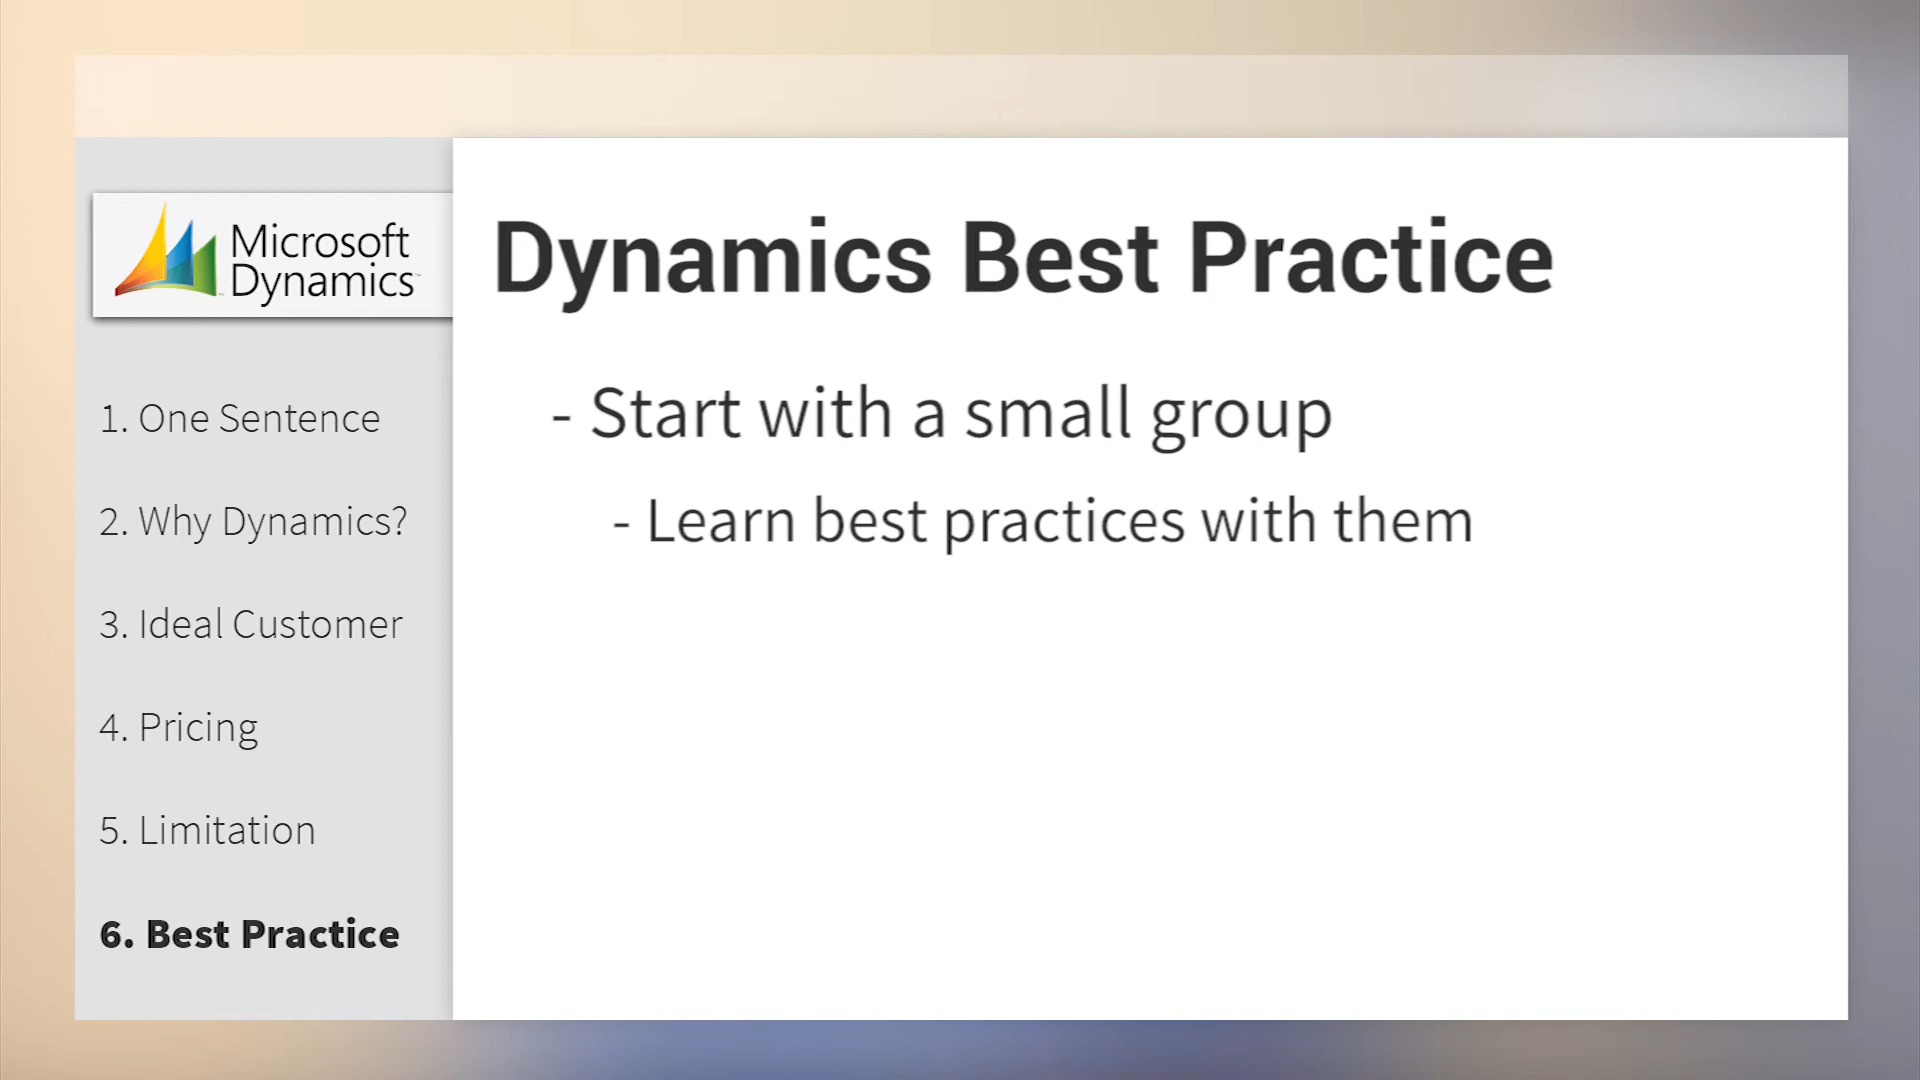 Microsoft
Dynamics™
1. One Sentence
2. Why Dynamics?
3. Ideal Customer
4. Pricing
5. Limitation
6. Best Practice
Dynamics Best Practice
- Start with a small group
- Learn best practices with them